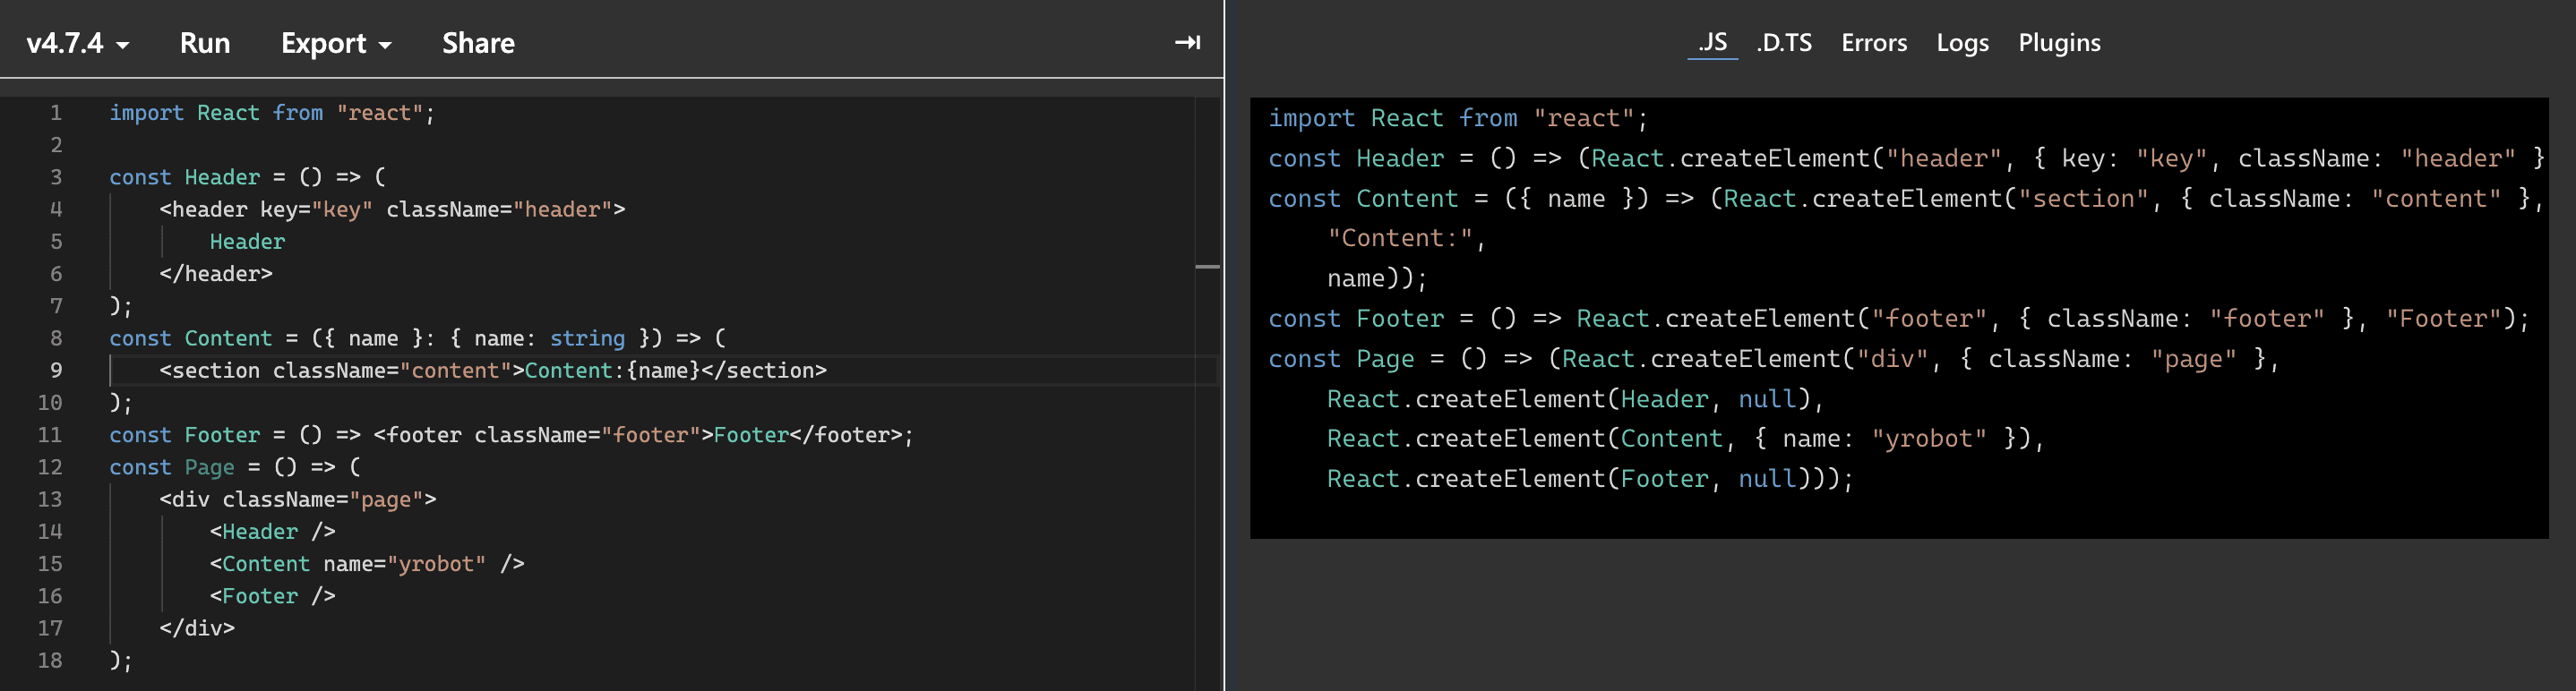 v4.7.4 Run Export Share
1 import React from "react";
2
3 const Header = () => (
4 <header key="key" className="header">
5 Header
6 </header>
7 );
8 const Content = ({ name }: { name: string }) => (
9 <section className="content">Content:{name}</section>
10 );
11 const Footer = () => <footer className="footer">Footer</footer>;
12 const Page = () => (
13 <div className="page">
14 <Header />
15 <Content name="yrobot" />
16 <Footer />
17 </div>
18 );
.JS .D.TS Errors Logs Plugins
import React from "react";
const Header = () => (React.createElement("header", { key: "key", className: "header" }
const Content = ({ name }) => (React.createElement("section", { className: "content" },
"Content:",
name));
const Footer = () => React.createElement("footer", { className: "footer" }, "Footer");
const Page = () => (React.createElement("div", { className: "page" },
React.createElement(Header, null),
React.createElement(Content, { name: "yrobot" }),
React.createElement(Footer, null)));